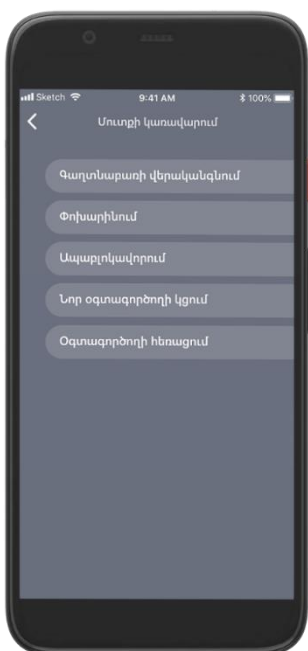 Sketch 9:41 AM 100%
Մուտքի կառավարում
Գաղտնաբառի վերականգնում
Փոխարինում
Ապաբլոկավորում
Նոր օգտագործողի կցում
Օգտագործողի հեռացում